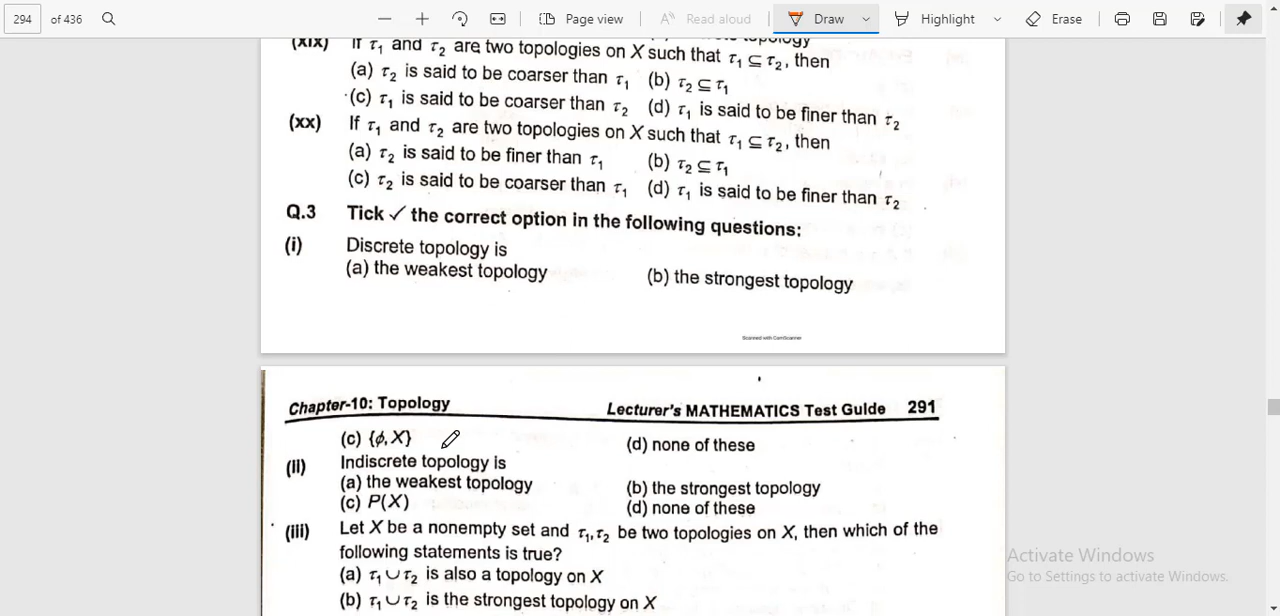 294 of 436 Page view Read aloud Draw Highlight Erase
(xix) If τ₁ and τ₂ are two topologies on X such that τ₁ ⊆ τ₂, then
(a) τ₂ is said to be coarser than τ₁ (b) τ₂ ⊆ τ₁
(c) τ₁ is said to be coarser than τ₂ (d) τ₁ is said to be finer than τ₂
(xx) If τ₁ and τ₂ are two topologies on X such that τ₁ ⊆ τ₂, then
(a) τ₂ is said to be finer than τ₁ (b) τ₂ ⊆ τ₁
(c) τ₂ is said to be coarser than τ₁ (d) τ₁ is said to be finer than τ₂
Q.3 Tick ✓ the correct option in the following questions:
(i) Discrete topology is
(a) the weakest topology (b) the strongest topology
Scanned with CamScanner
Chapter-10: Topology Lecturer's MATHEMATICS Test Guide 291
(c) {ϕ, X} (d) none of these
(ii) Indiscrete topology is
(a) the weakest topology (b) the strongest topology
(c) P(X) (d) none of these
(iii) Let X be a nonempty set and τ₁, τ₂ be two topologies on X, then which of the
following statements is true?
(a) τ₁ ∪ τ₂ is also a topology on X
(b) τ₁ ∪ τ₂ is the strongest topology on X
Activate Windows
Go to Settings to activate Windows.